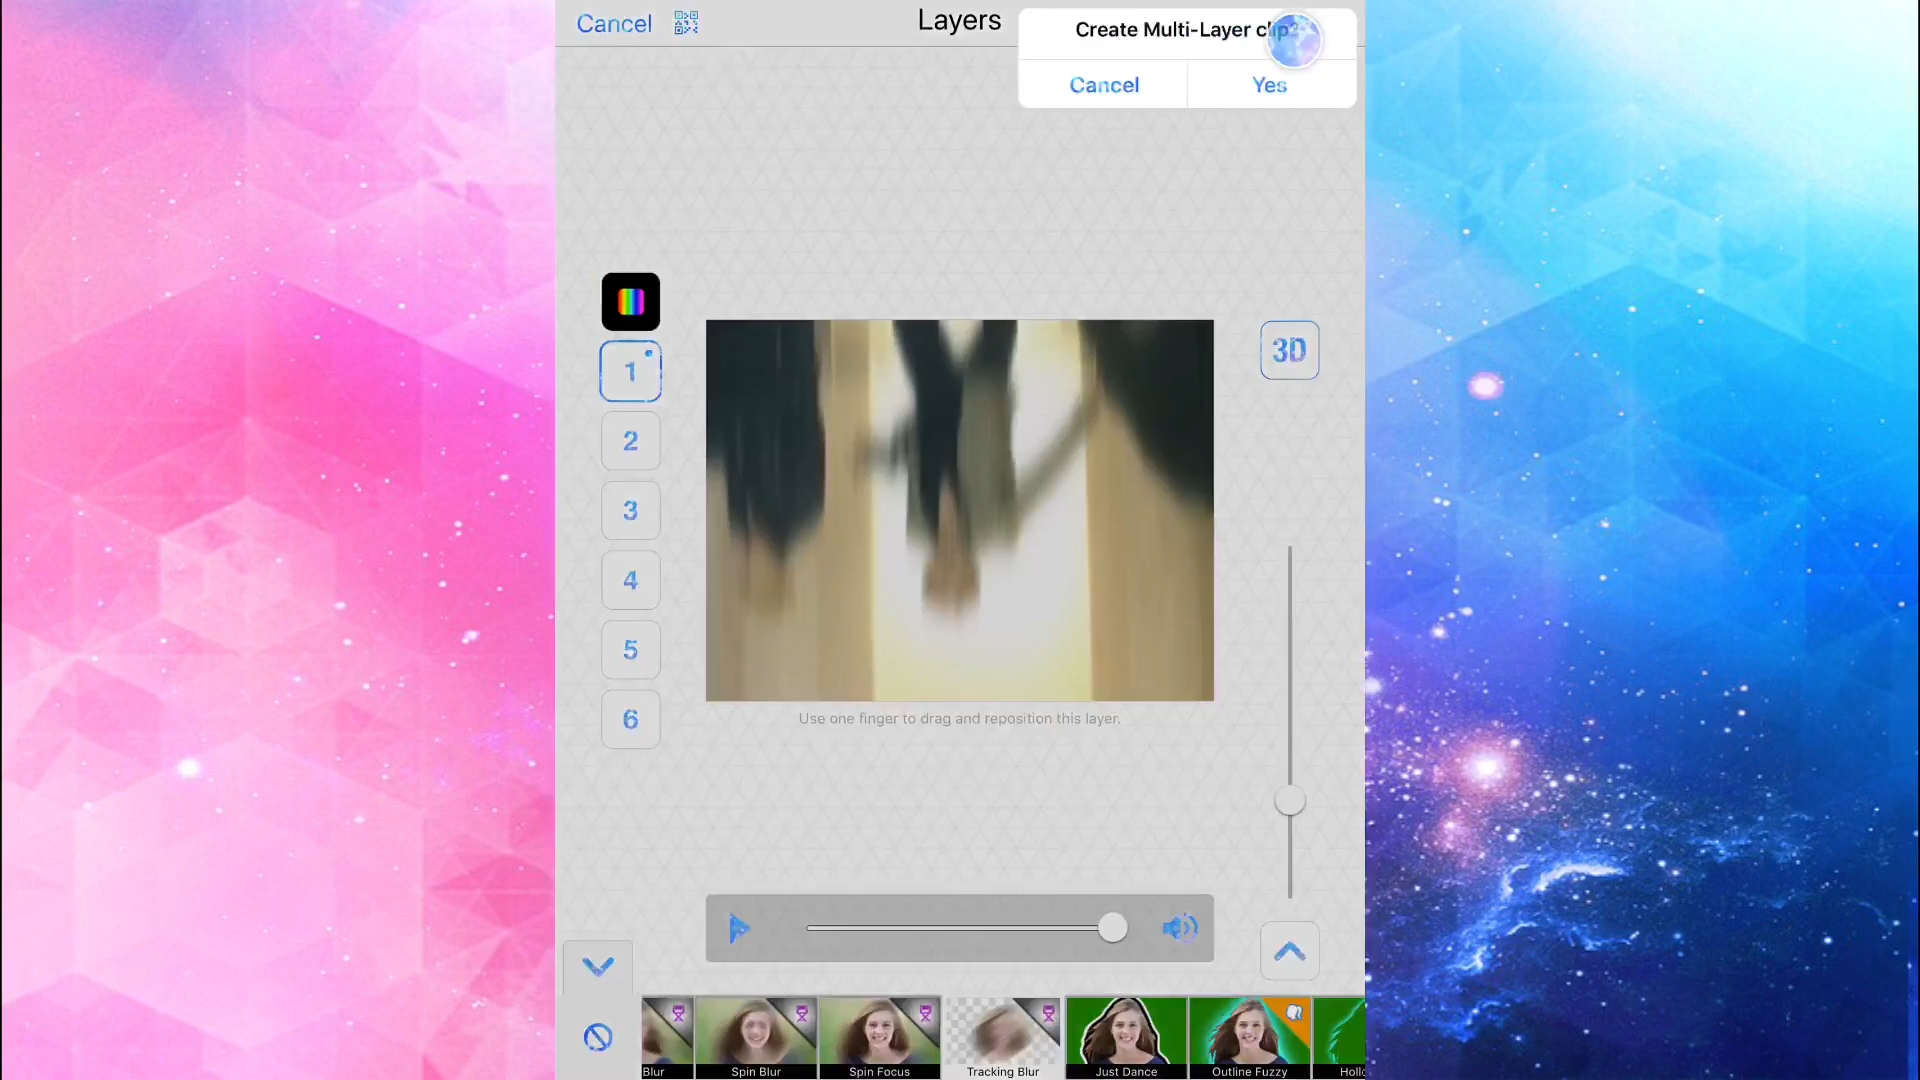 Cancel
Layers
Create Multi-Layer clip?
Cancel
Yes
1
2
3
4
5
6
3D
Use one finger to drag and reposition this layer.
Blur
Spin Blur
Spin Focus
Tracking Blur
Just Dance
Outline Fuzzy
Hollo